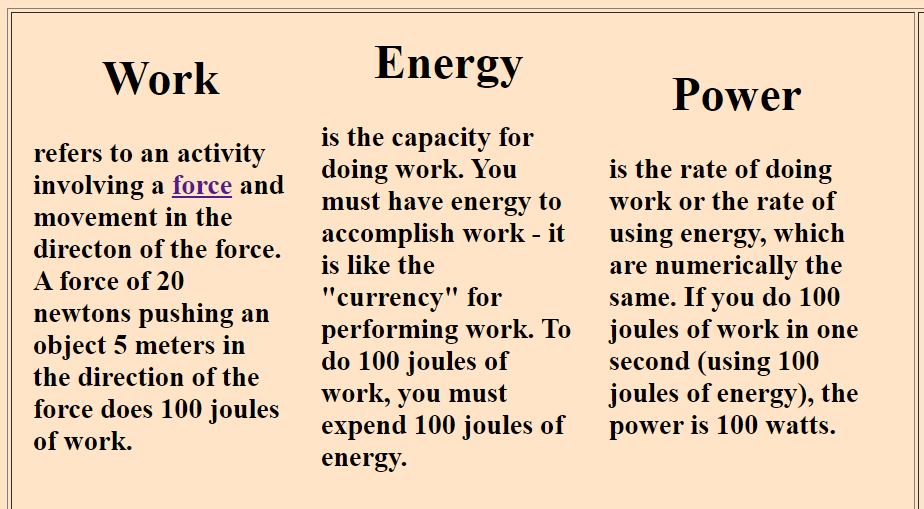 Work
refers to an activity
involving a force and
movement in the
directon of the force.
A force of 20
newtons pushing an
object 5 meters in
the direction of the
force does 100 joules
of work.
Energy
is the capacity for
doing work. You
must have energy to
accomplish work - it
is like the
"currency" for
performing work. To
do 100 joules of
work, you must
expend 100 joules of
energy.
Power
is the rate of doing
work or the rate of
using energy, which
are numerically the
same. If you do 100
joules of work in one
second (using 100
joules of energy), the
power is 100 watts.